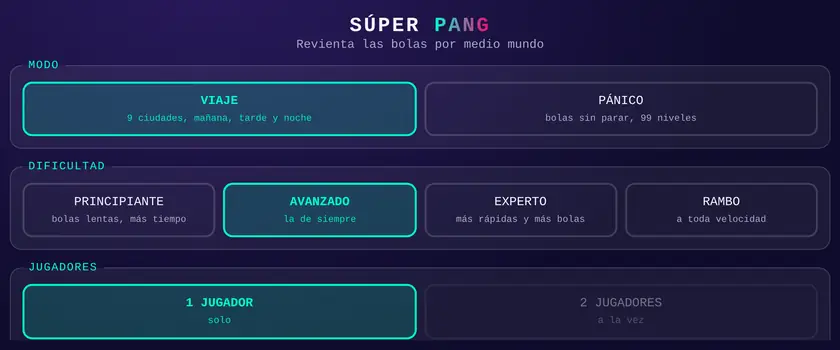 SÚPER PANG
Revienta las bolas por medio mundo
MODO
VIAJE
9 ciudades, mañana, tarde y noche
PÁNICO
bolas sin parar, 99 niveles
DIFICULTAD
PRINCIPIANTE
bolas lentas, más tiempo
AVANZADO
la de siempre
EXPERTO
más rápidas y más bolas
RAMBO
a toda velocidad
JUGADORES
1 JUGADOR
solo
2 JUGADORES
a la vez